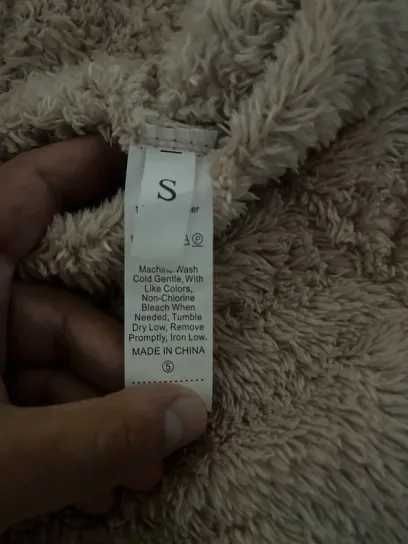 S
Machine Wash
Cold Gentle, With
Like Colors,
Non-Chlorine
Bleach When
Needed, Tumble
Dry Low, Remove
Promptly, Iron Low.
MADE IN CHINA
5